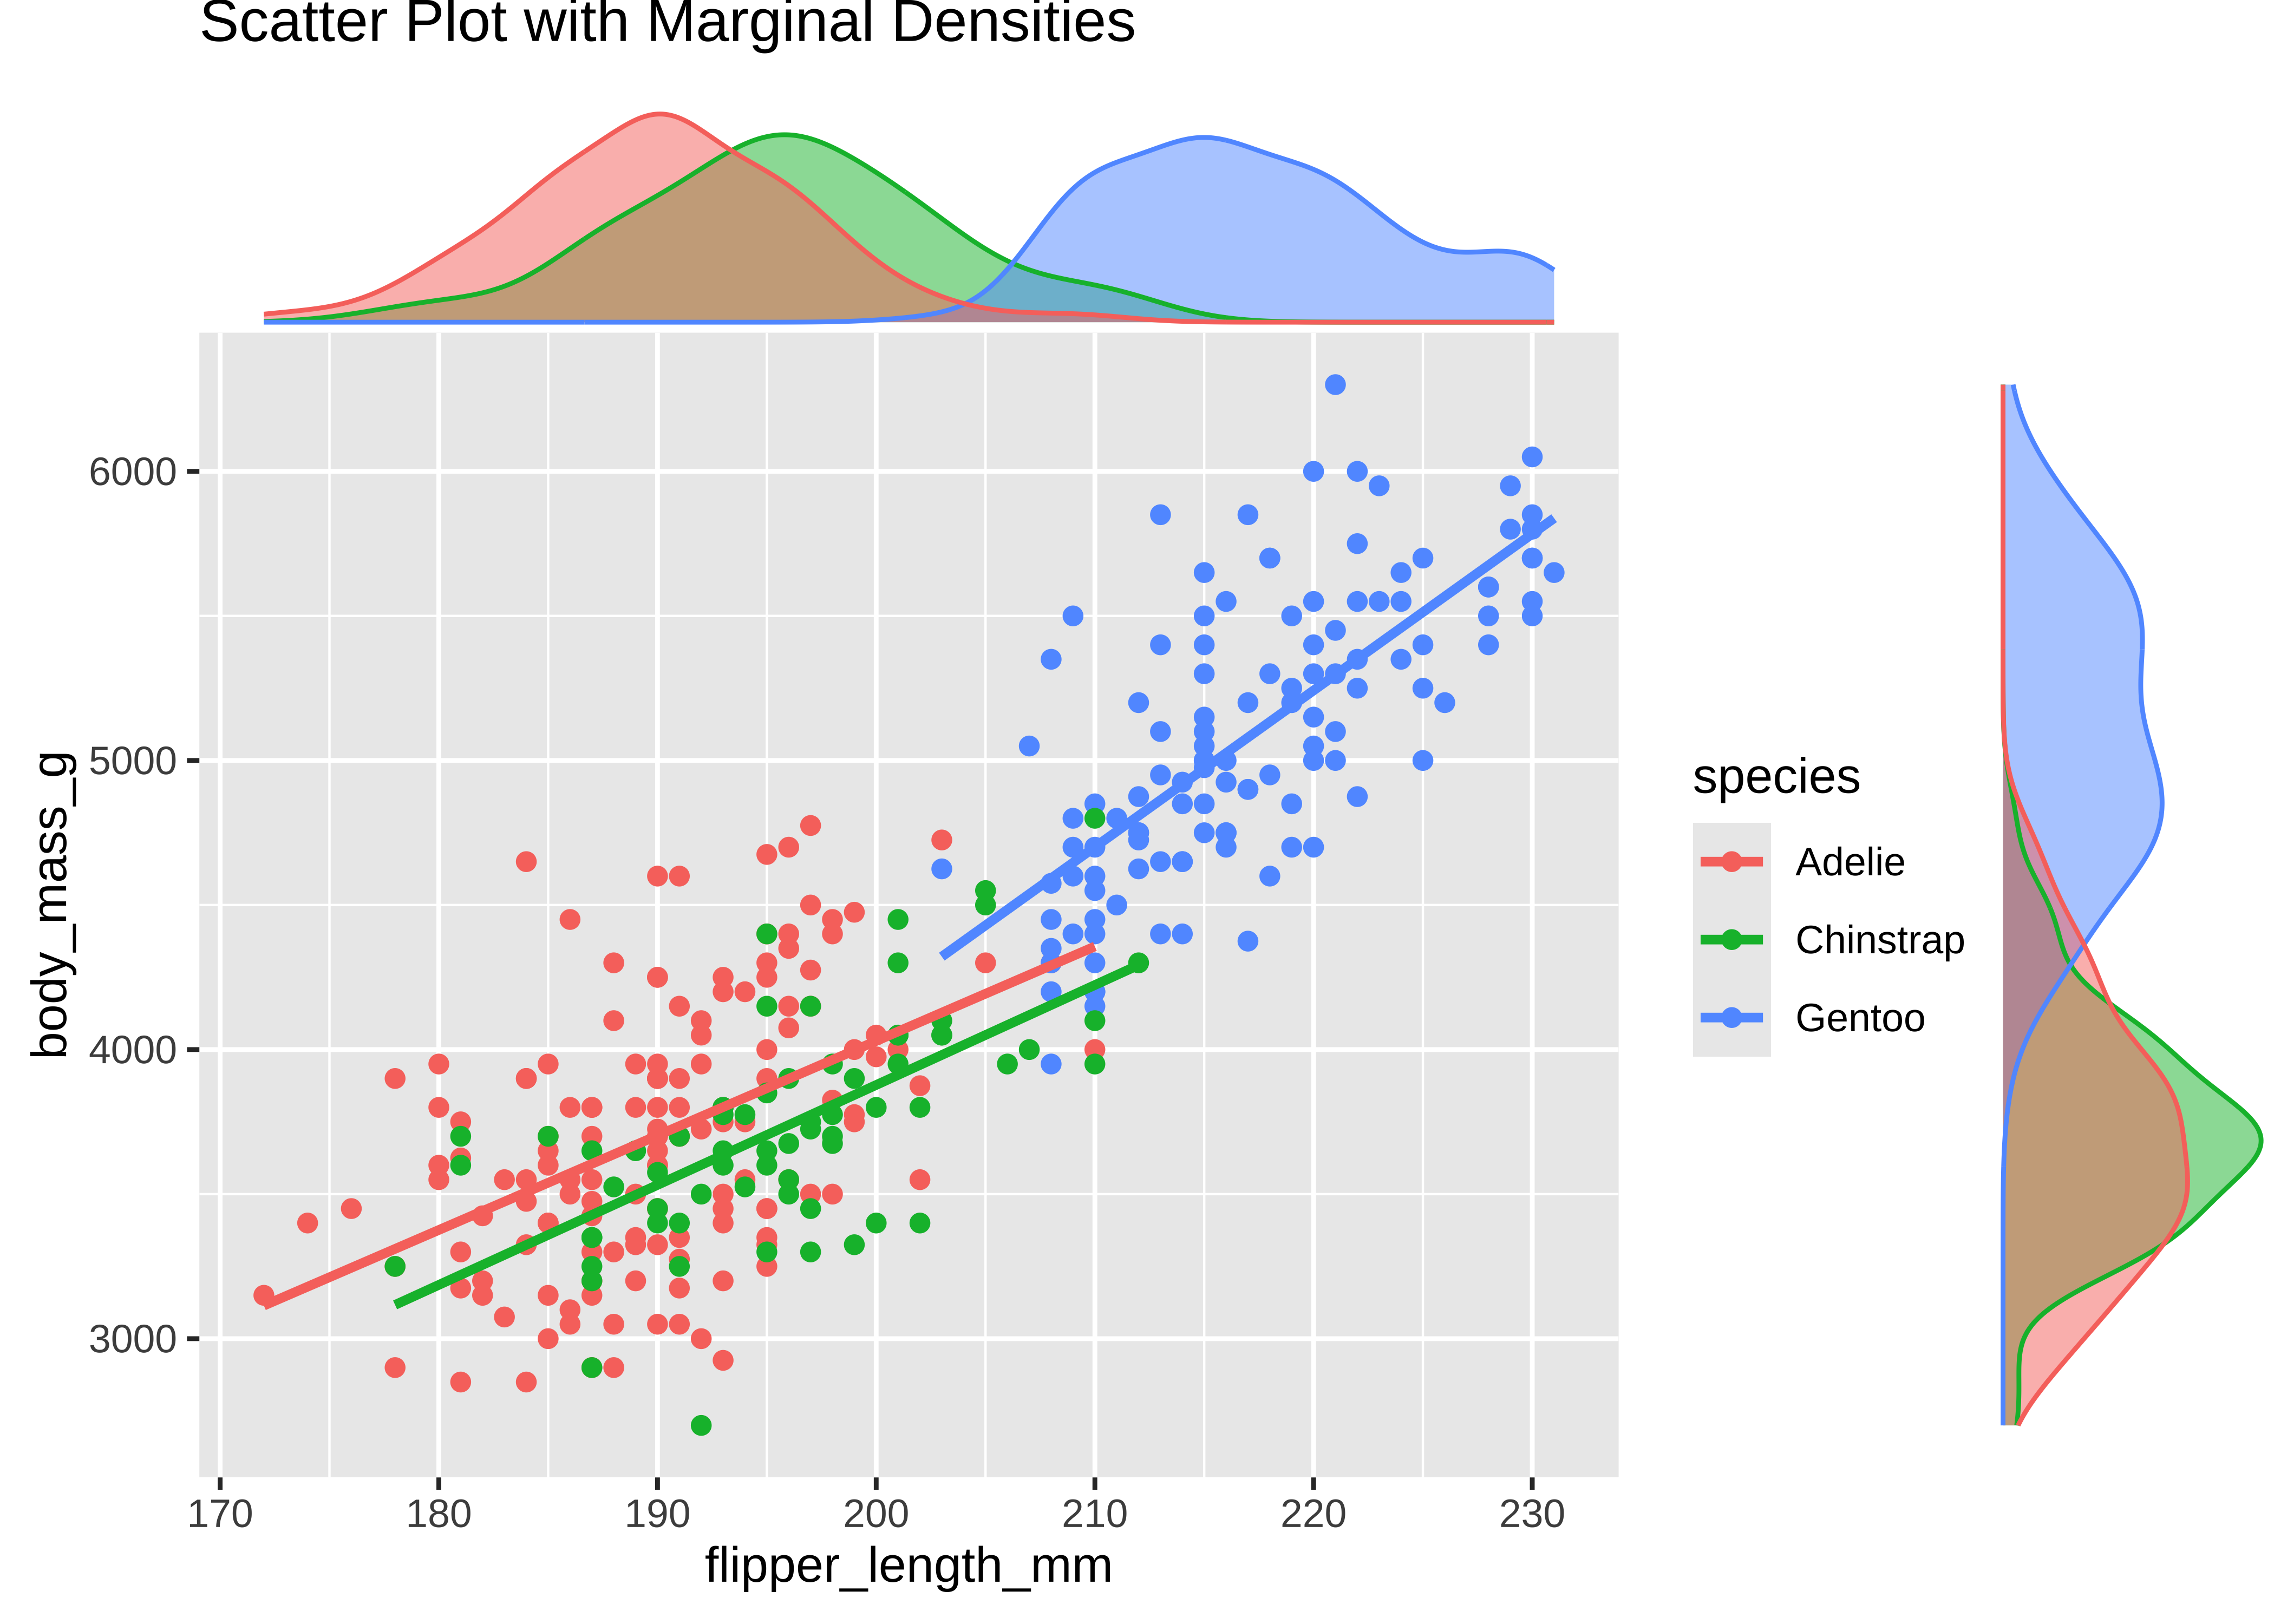 Scatter Plot with Marginal Densities
6000
5000
4000
3000
body_mass_g
170 180 190 200 210 220 230
flipper_length_mm
species
Adelie
Chinstrap
Gentoo